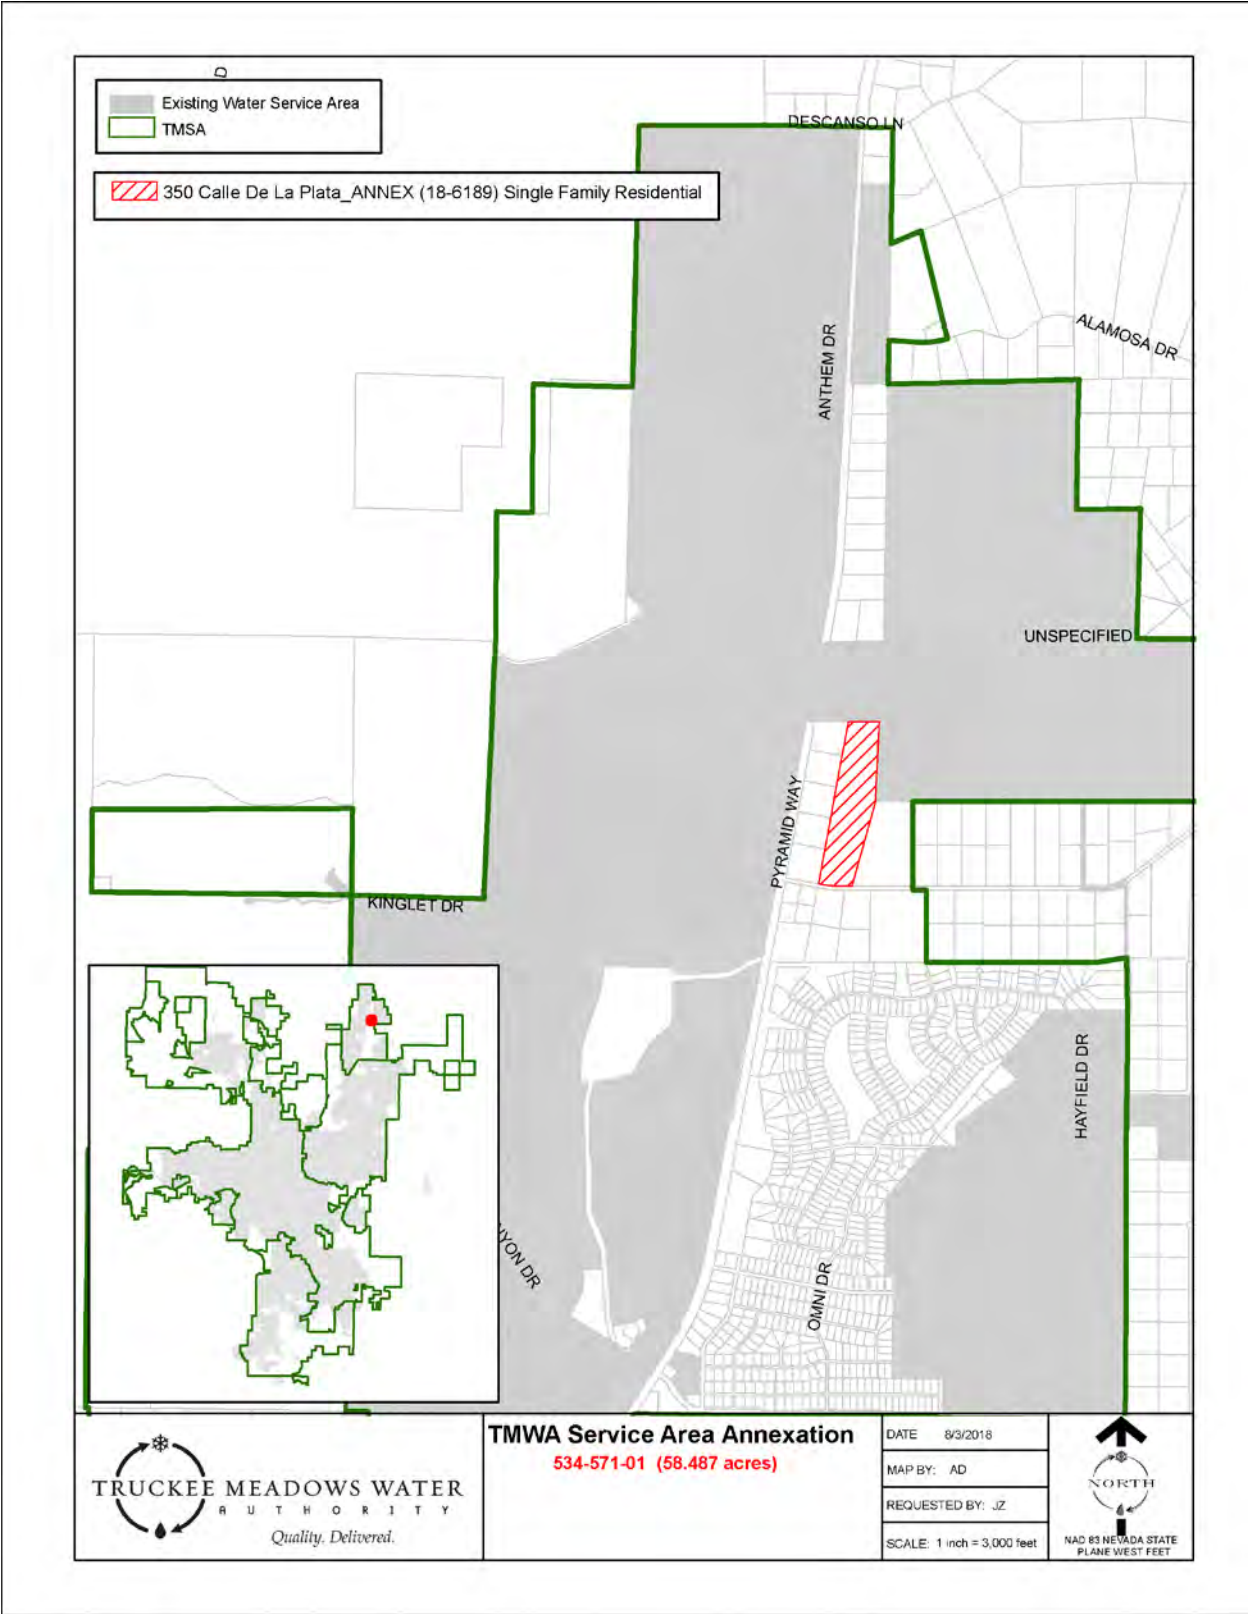 D
Existing Water Service Area
TMSA
350 Calle De La Plata_ANNEX (18-6189) Single Family Residential
DESCANSO LN
ALAMOSA DR
ANTHEM DR
UNSPECIFIED
PYRAMID WAY
KINGLET DR
HAYFIELD DR
YON DR
OMNI DR
TRUCKEE MEADOWS WATER
AUTHORITY
Quality. Delivered.
TMWA Service Area Annexation
534-571-01 (58.487 acres)
DATE 8/3/2018
MAP BY: AD
REQUESTED BY: JZ
SCALE: 1 inch = 3,000 feet
NORTH
NAD 83 NEVADA STATE
PLANE WEST FEET